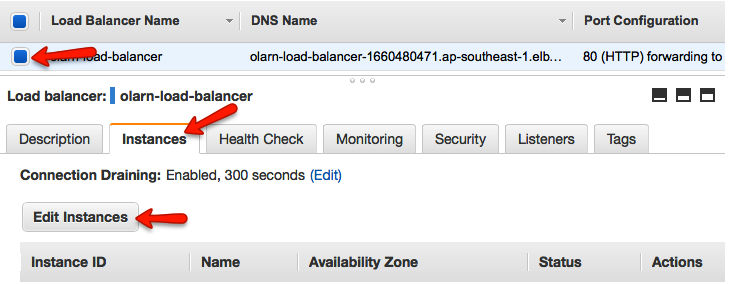 Load Balancer Name DNS Name Port Configuration
olarn-load-balancer olarn-load-balancer-1660480471.ap-southeast-1.elb... 80 (HTTP) forwarding to
Load balancer: olarn-load-balancer
Description Instances Health Check Monitoring Security Listeners Tags
Connection Draining: Enabled, 300 seconds (Edit)
Edit Instances
Instance ID Name Availability Zone Status Actions